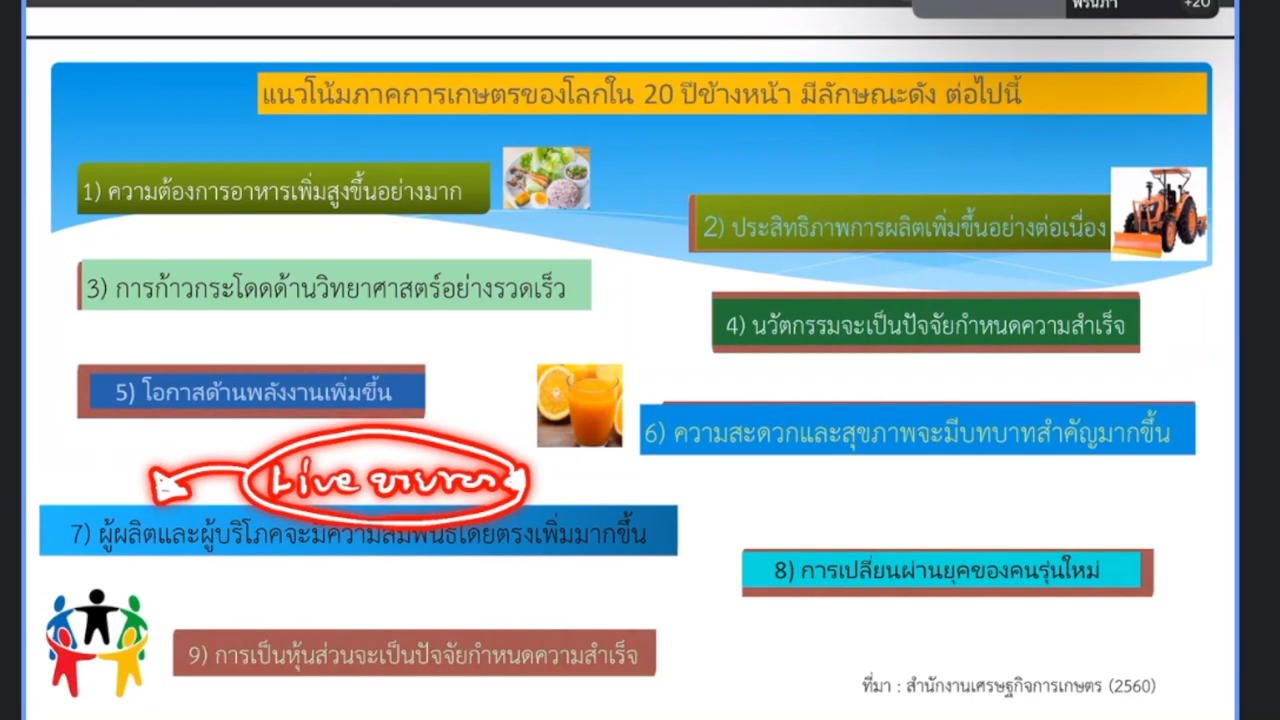 พรนภา +20
แนวโน้มภาคการเกษตรของโลกใน 20 ปีข้างหน้า มีลักษณะดัง ต่อไปนี้
1) ความต้องการอาหารเพิ่มสูงขึ้นอย่างมาก
2) ประสิทธิภาพการผลิตเพิ่มขึ้นอย่างต่อเนื่อง
3) การก้าวกระโดดด้านวิทยาศาสตร์อย่างรวดเร็ว
4) นวัตกรรมจะเป็นปัจจัยกำหนดความสำเร็จ
5) โอกาสด้านพลังงานเพิ่มขึ้น
6) ความสะดวกและสุขภาพจะมีบทบาทสำคัญมากขึ้น
Live
7) ผู้ผลิตและผู้บริโภคจะมีความสัมพันธ์โดยตรงเพิ่มมากขึ้น
8) การเปลี่ยนผ่านยุคของคนรุ่นใหม่
9) การเป็นหุ้นส่วนจะเป็นปัจจัยกำหนดความสำเร็จ
ที่มา : สำนักงานเศรษฐกิจการเกษตร (2560)